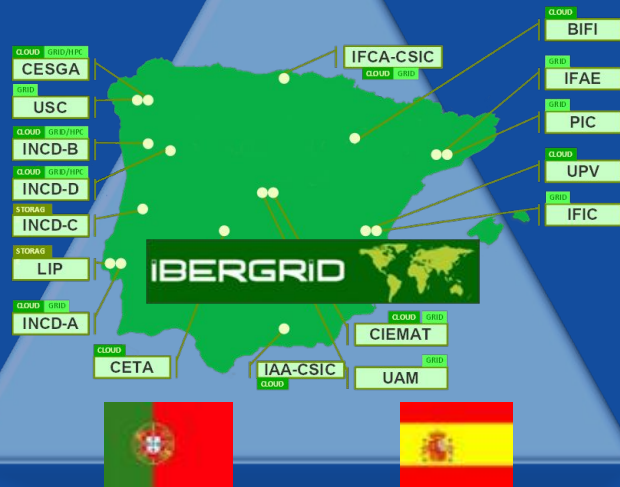 CLOUD GRID/HPC
CESGA
GRID
USC
CLOUD GRID/HPC
INCD-B
CLOUD GRID/HPC
INCD-D
STORAG
INCD-C
STORAG
LIP
CLOUD GRID
INCD-A
CLOUD
CETA
IFCA-CSIC
CLOUD GRID
CLOUD
BIFI
GRID
IFAE
GRID
PIC
CLOUD
UPV
GRID
IFIC
iBERGRID
CLOUD GRID
CIEMAT
IAA-CSIC
CLOUD
GRID
UAM